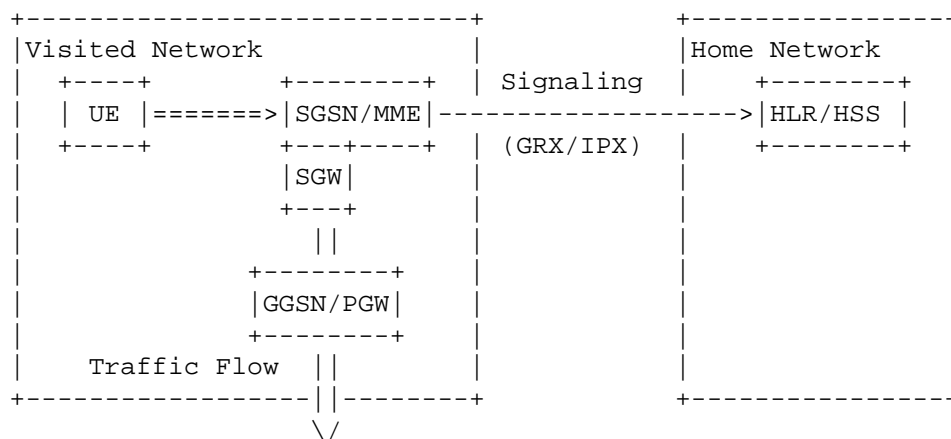 Visited Network
Home Network
Signaling
UE
SGSN/MME
HLR/HSS
(GRX/IPX)
SGW
GGSN/PGW
Traffic Flow